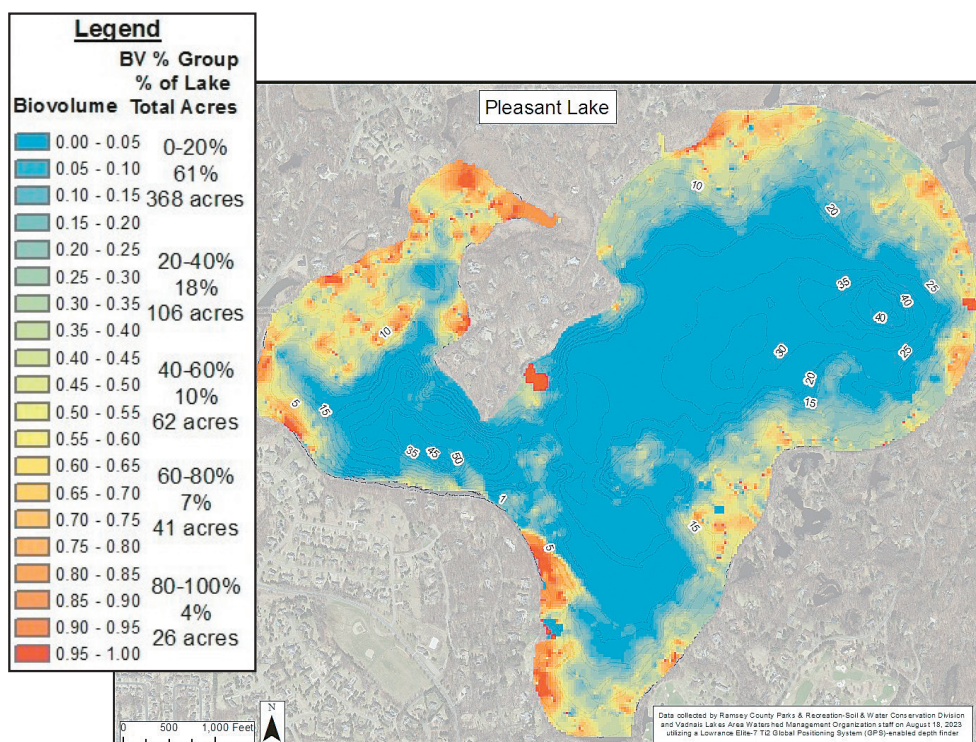 Legend
BV % Group
% of Lake
Biovolume Total Acres
0.00 - 0.05
0.05 - 0.10
0.10 - 0.15
0.15 - 0.20
0.20 - 0.25
0.25 - 0.30
0.30 - 0.35
0.35 - 0.40
0.40 - 0.45
0.45 - 0.50
0.50 - 0.55
0.55 - 0.60
0.60 - 0.65
0.65 - 0.70
0.70 - 0.75
0.75 - 0.80
0.80 - 0.85
0.85 - 0.90
0.90 - 0.95
0.95 - 1.00
0-20%
61%
368 acres
20-40%
18%
106 acres
40-60%
10%
62 acres
60-80%
7%
41 acres
80-100%
4%
26 acres
Pleasant Lake
10
20
35
25
40
40
10
30
25
20
5
15
15
35
45
50
1
15
5
0 500 1,000 Feet
N
Data collected by Ramsey County Parks & Recreation-Soil & Water Conservation Division
and Vadnais Lakes Area Watershed Management Organization staff on August 18, 2023
utilizing a Lowrance Elite-7 Ti2 Global Positioning System (GPS)-enabled depth finder